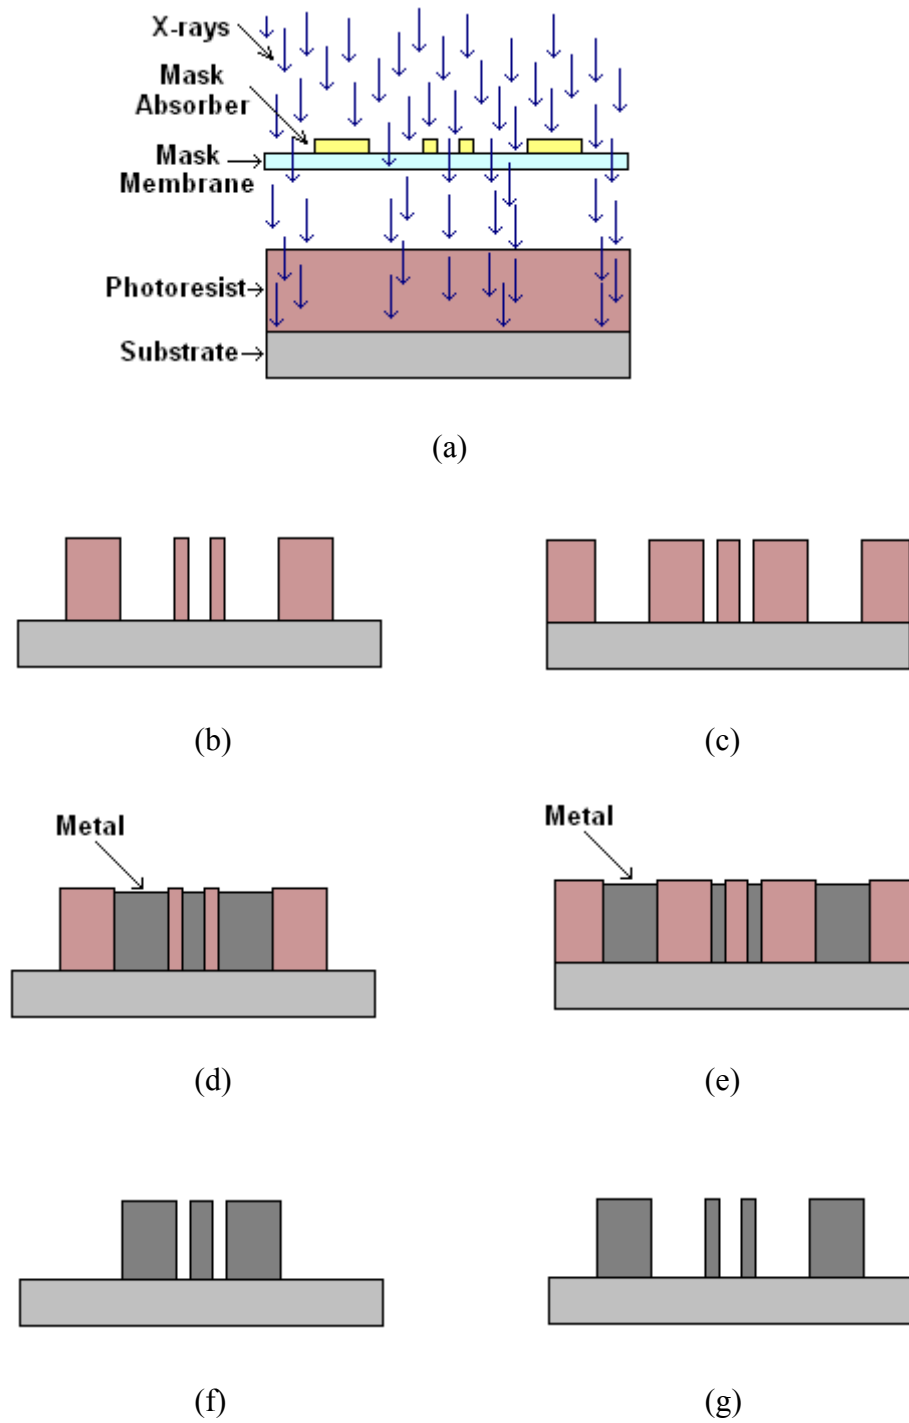 X-rays
Mask
Absorber
Mask
Membrane
Photoresist
Substrate
(a)
(b)
(c)
Metal
Metal
(d)
(e)
(f)
(g)